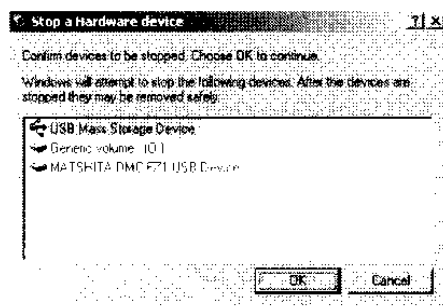 Stop a Hardware device
Confirm devices to be stopped. Choose OK to continue.
Windows will attempt to stop the following devices. After the devices are
stopped they may be removed safely.
USB Mass Storage Device
Generic volume
MATSHITA DMC USB Device
OK
Cancel